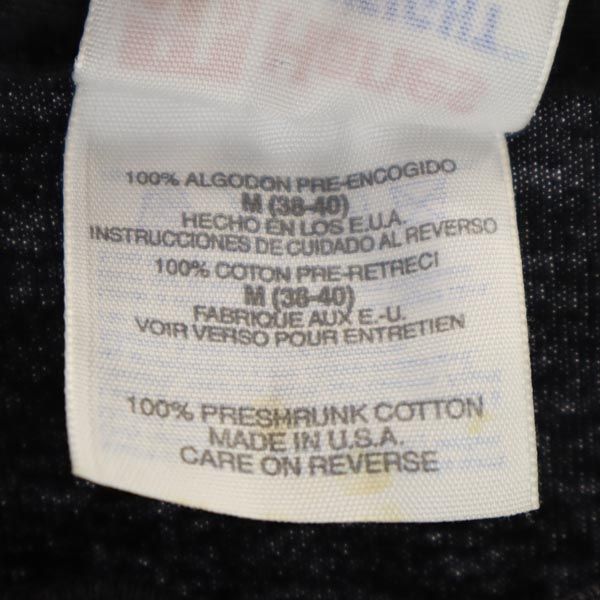 Hanes
100% ALGODON PRE-ENCOGIDO
M (38-40)
HECHO EN LOS E.U.A.
INSTRUCCIONES DE CUIDADO AL REVERSO
100% COTON PRE-RETRECI
M (38-40)
FABRIQUE AUX E.-U.
VOIR VERSO POUR ENTRETIEN
100% PRESHRUNK COTTON
MADE IN U.S.A.
CARE ON REVERSE